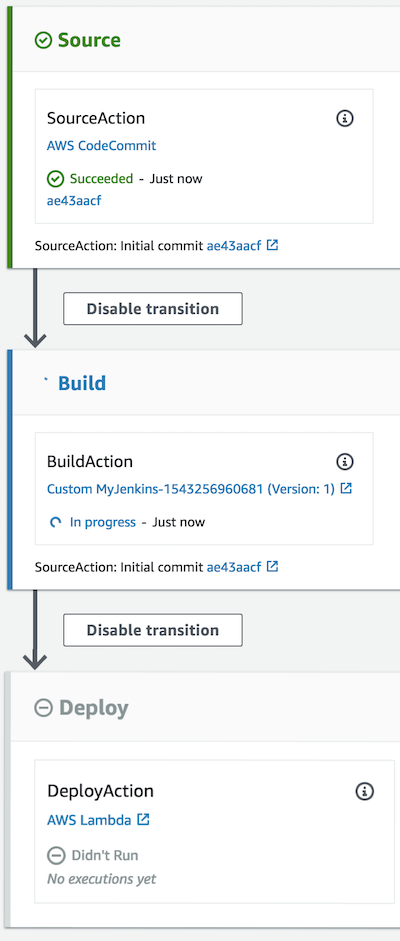 Source
SourceAction
AWS CodeCommit
Succeeded - Just now
ae43aacf
SourceAction: Initial commit ae43aacf
Disable transition
Build
BuildAction
Custom MyJenkins-1543256960681 (Version: 1)
In progress - Just now
SourceAction: Initial commit ae43aacf
Disable transition
Deploy
DeployAction
AWS Lambda
Didn't Run
No executions yet